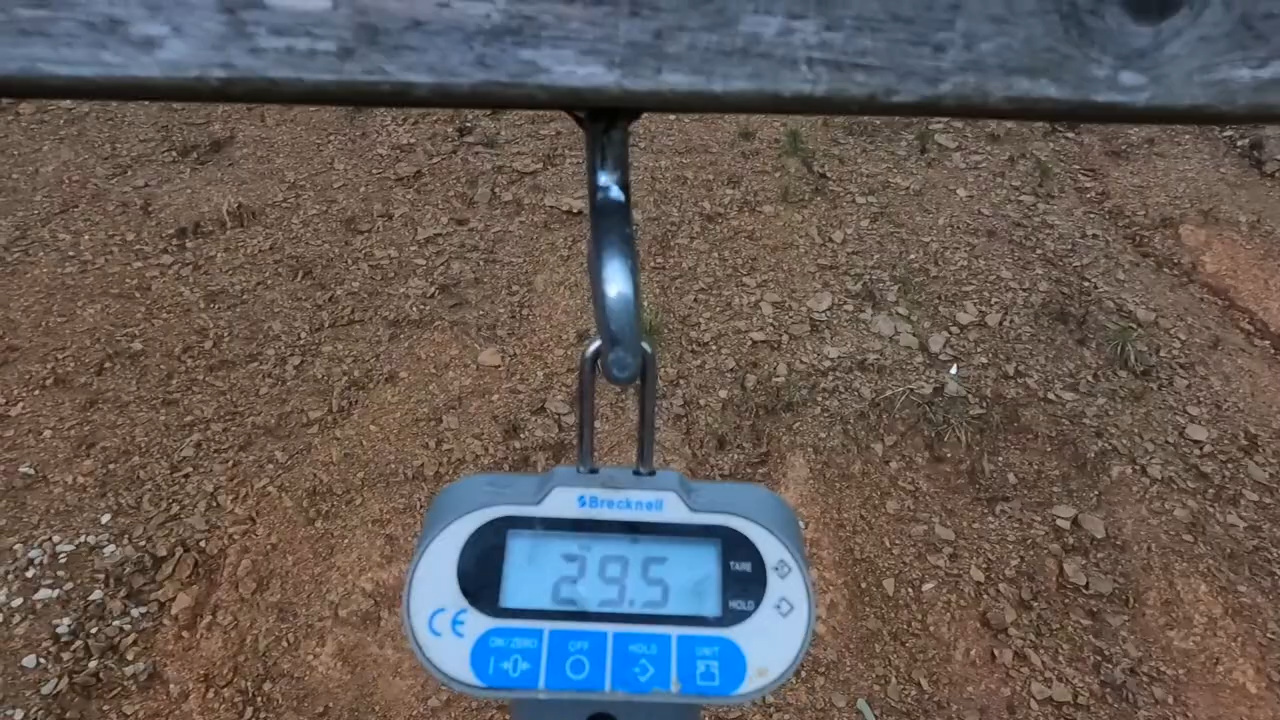 Brecknell
29.5
TARE
HOLD
CE
ON/ZERO OFF HOLD UNIT